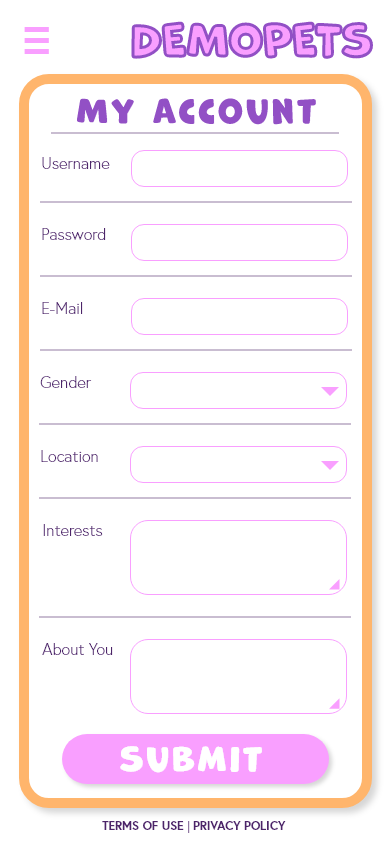 DEMOPETS
MY ACCOUNT
Username
Password
E-Mail
Gender
Location
Interests
About You
SUBMIT
TERMS OF USE | PRIVACY POLICY